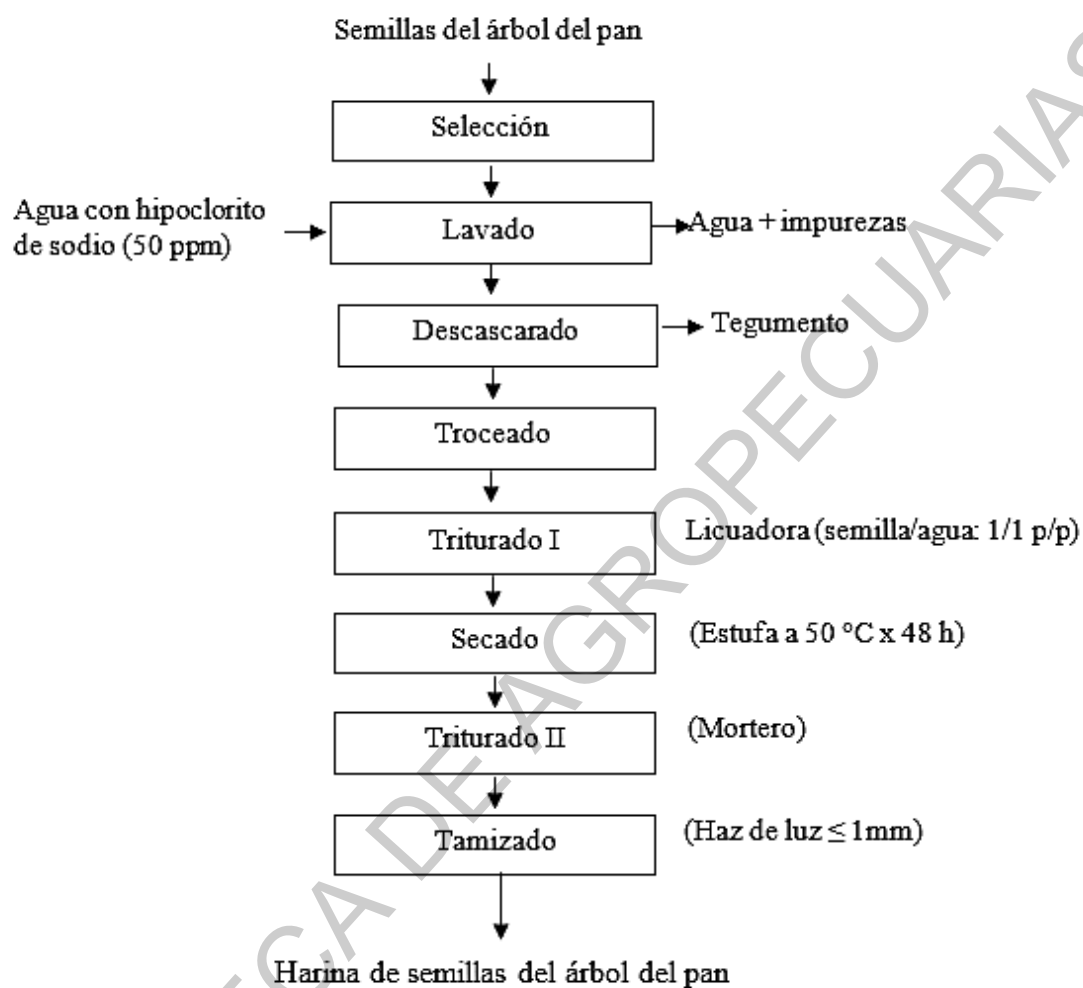 Semillas del árbol del pan
Selección
Agua con hipoclorito
de sodio (50 ppm)
Lavado
Agua + impurezas
Descascarado
Tegumento
Troceado
Triturado I
Licuadora (semilla/agua: 1/1 p/p)
Secado
(Estufa a 50 °C x 48 h)
Triturado II
(Mortero)
Tamizado
(Haz de luz ≤ 1mm)
Harina de semillas del árbol del pan
DE AGROPECUARIAS